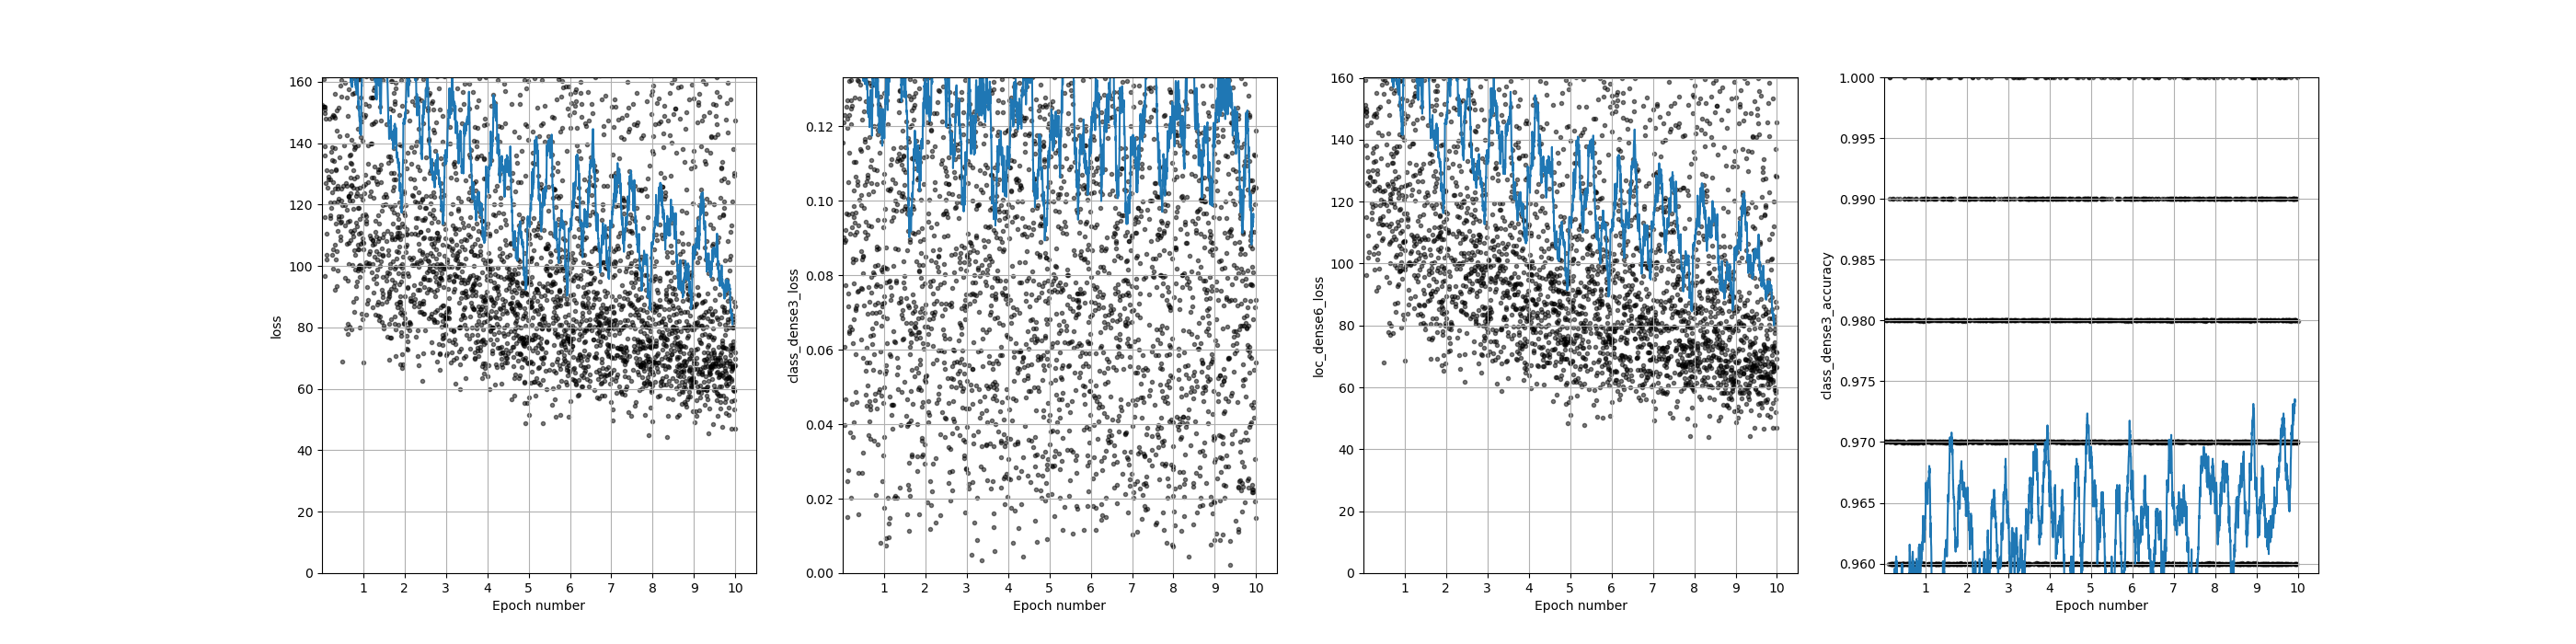 loss
160
140
120
100
80
60
40
20
0
1 2 3 4 5 6 7 8 9 10
Epoch number
class_dense3_loss
0.12
0.10
0.08
0.06
0.04
0.02
0.00
1 2 3 4 5 6 7 8 9 10
Epoch number
loc_dense6_loss
160
140
120
100
80
60
40
20
0
1 2 3 4 5 6 7 8 9 10
Epoch number
class_dense3_accuracy
1.000
0.995
0.990
0.985
0.980
0.975
0.970
0.965
0.960
1 2 3 4 5 6 7 8 9 10
Epoch number